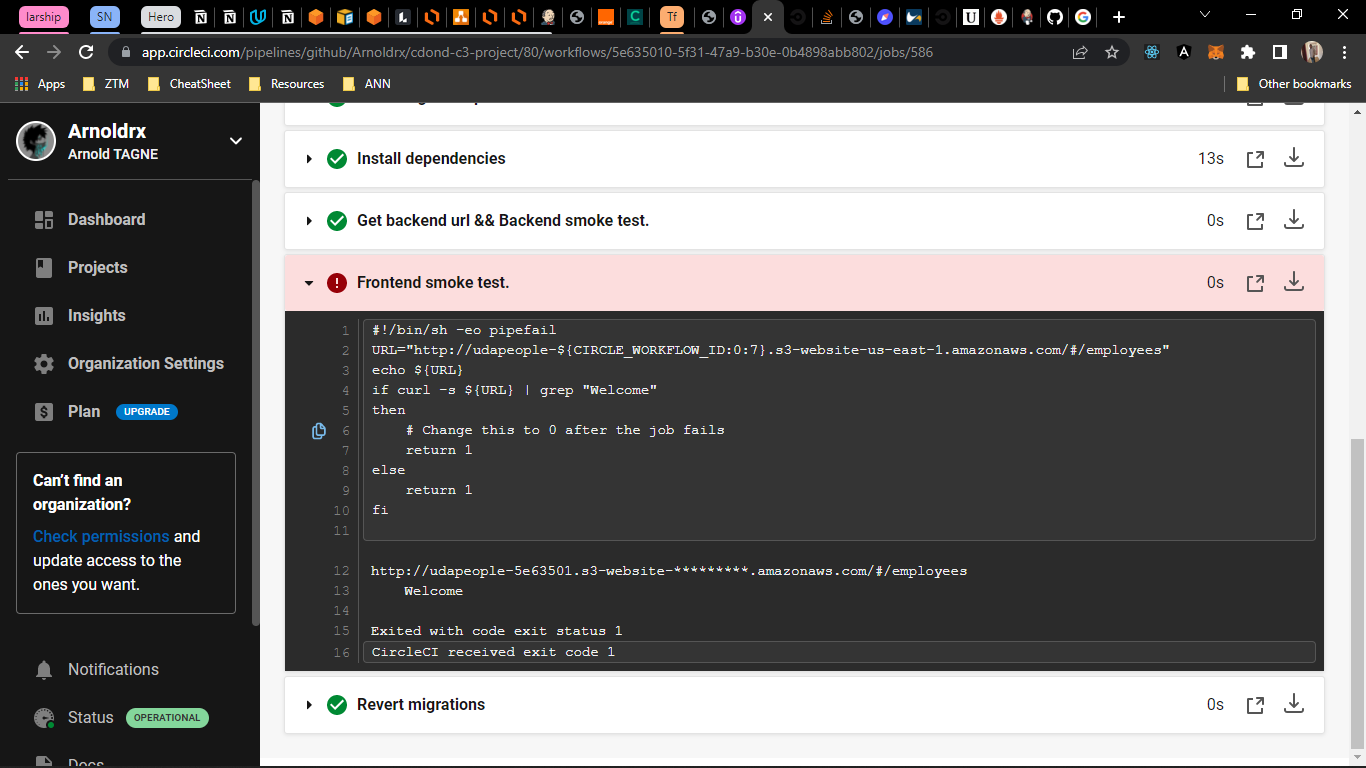 larship
SN
Hero
Tf
app.circleci.com/pipelines/github/Arnoldrx/cdond-c3-project/80/workflows/5e635010-5f31-47a9-b30e-0b4898abb802/jobs/586
Apps
ZTM
CheatSheet
Resources
ANN
Other bookmarks
Arnoldrx
Arnold TAGNE
Dashboard
Projects
Insights
Organization Settings
Plan UPGRADE
Can't find an
organization?
Check permissions and
update access to the
ones you want.
Notifications
Status OPERATIONAL
Docs
Install dependencies 13s
Get backend url && Backend smoke test. 0s
Frontend smoke test. 0s
1 #!/bin/sh -eo pipefail
2 URL="http://udapeople-${CIRCLE_WORKFLOW_ID:0:7}.s3-website-us-east-1.amazonaws.com/#/employees"
3 echo ${URL}
4 if curl -s ${URL} | grep "Welcome"
5 then
6 # Change this to 0 after the job fails
7 return 1
8 else
9 return 1
10 fi
11
12 http://udapeople-5e63501.s3-website-*********.amazonaws.com/#/employees
13 Welcome
14
15 Exited with code exit status 1
16 CircleCI received exit code 1
Revert migrations 0s